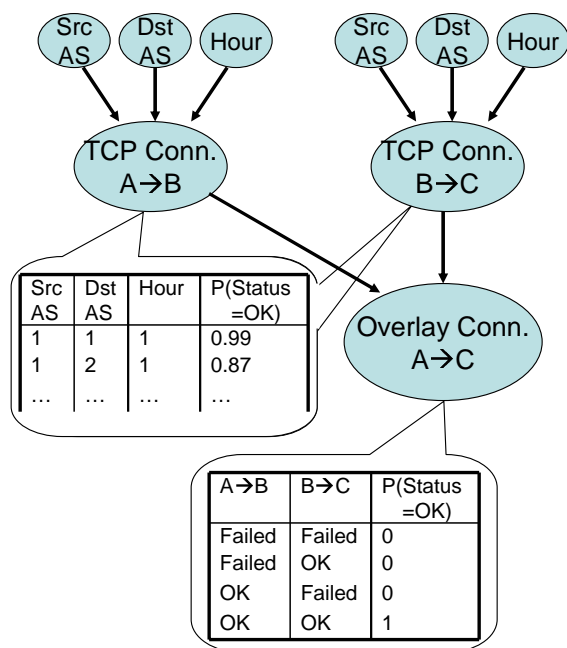 Src
AS
Dst
AS
Hour
Src
AS
Dst
AS
Hour
TCP Conn.
A→B
TCP Conn.
B→C
Src AS Dst AS Hour P(Status =OK)
1 1 1 0.99
1 2 1 0.87
... ... ... ...
Overlay Conn.
A→C
A→B B→C P(Status =OK)
Failed Failed 0
Failed OK 0
OK Failed 0
OK OK 1